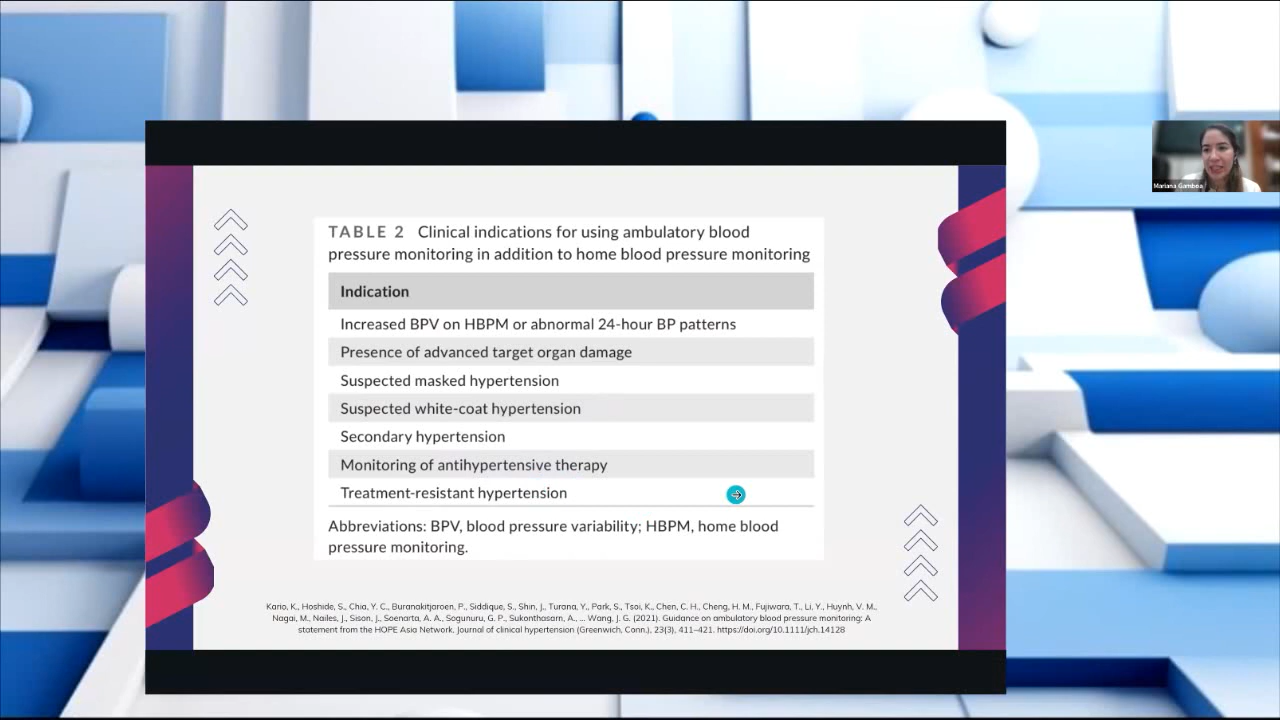 TABLE 2 Clinical indications for using ambulatory blood
pressure monitoring in addition to home blood pressure monitoring
Indication
Increased BPV on HBPM or abnormal 24-hour BP patterns
Presence of advanced target organ damage
Suspected masked hypertension
Suspected white-coat hypertension
Secondary hypertension
Monitoring of antihypertensive therapy
Treatment-resistant hypertension
Abbreviations: BPV, blood pressure variability; HBPM, home blood
pressure monitoring.
Kario, K., Hoshide, S., Chia, Y. C., Buranakitjaroen, P., Siddique, S., Shin, J., Turana, Y., Park, S., Tsoi, K., Chen, C. H., Cheng, H. M., Fujiwara, T., Li, Y., Huynh, V. M.,
Nagai, M., Nailes, J., Sison, J., Soenarta, A. A., Sogunuru, G. P., Sukonthasarn, A., ... Wang, J. G. (2021). Guidance on ambulatory blood pressure monitoring: A
statement from the HOPE Asia Network. Journal of clinical hypertension (Greenwich, Conn.), 23(3), 411–421. https://doi.org/10.1111/jch.14128
Mariana Gamboa